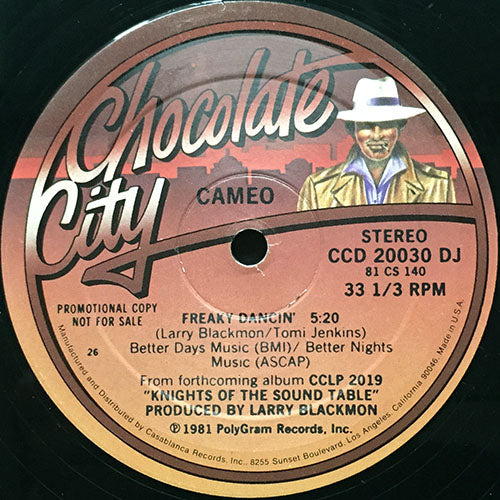 Chocolate
City
CAMEO
STEREO
CCD 20030 DJ
81 CS 140
33 1/3 RPM
PROMOTIONAL COPY
NOT FOR SALE
26
FREAKY DANCIN' 5:20
(Larry Blackmon/Tomi Jenkins)
Better Days Music (BMI)/ Better Nights
Music (ASCAP)
From forthcoming album CCLP 2019
"KNIGHTS OF THE SOUND TABLE"
PRODUCED BY LARRY BLACKMON
℗ 1981 PolyGram Records, Inc.
Manufactured and Distributed by Casablanca Records, Inc., 8255 Sunset Boulevard, Los Angeles, California 90046. Made in U.S.A.